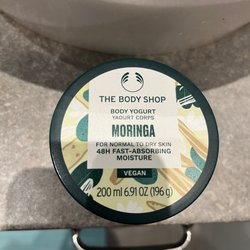 THE BODY SHOP
BODY YOGURT
YAOURT CORPS
MORINGA
FOR NORMAL TO DRY SKIN
48H FAST-ABSORBING
MOISTURE
VEGAN
200 ml 6.91 OZ (196 g)